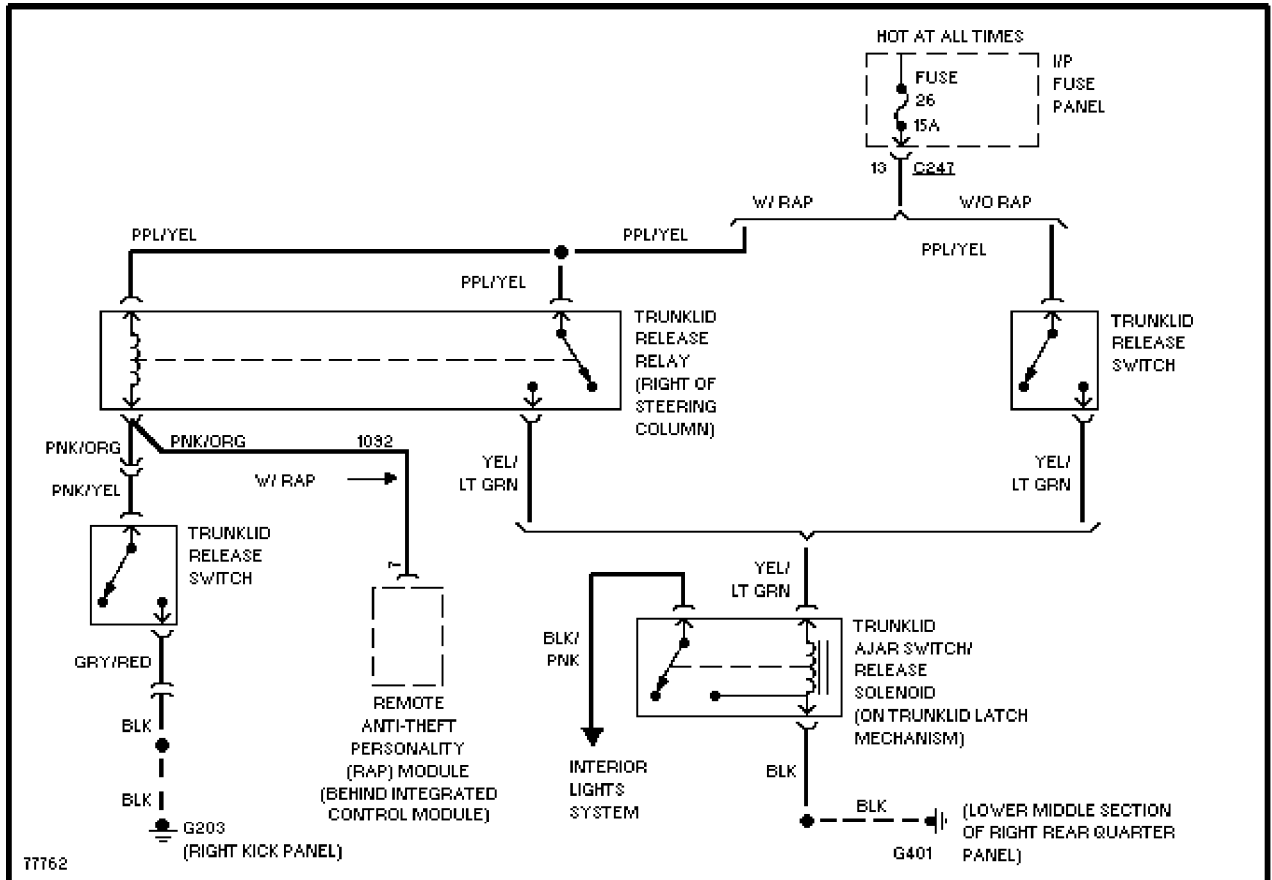 HOT AT ALL TIMES
I/P
FUSE
PANEL
FUSE
26
15A
13 C247
W/ RAP
W/O RAP
PPL/YEL
PPL/YEL
PPL/YEL
PPL/YEL
TRUNKLID
RELEASE
RELAY
(RIGHT OF
STEERING
COLUMN)
TRUNKLID
RELEASE
SWITCH
PNK/ORG
PNK/ORG
1092
PNK/YEL
W/ RAP
YEL/
LT GRN
YEL/
LT GRN
TRUNKLID
RELEASE
SWITCH
7
YEL/
LT GRN
BLK/
PNK
TRUNKLID
AJAR SWITCH/
RELEASE
SOLENOID
(ON TRUNKLID LATCH
MECHANISM)
GRY/RED
BLK
BLK
G203
(RIGHT KICK PANEL)
REMOTE
ANTI-THEFT
PERSONALITY
(RAP) MODULE
(BEHIND INTEGRATED
CONTROL MODULE)
INTERIOR
LIGHTS
SYSTEM
BLK
BLK
G401
(LOWER MIDDLE SECTION
OF RIGHT REAR QUARTER
PANEL)
77762